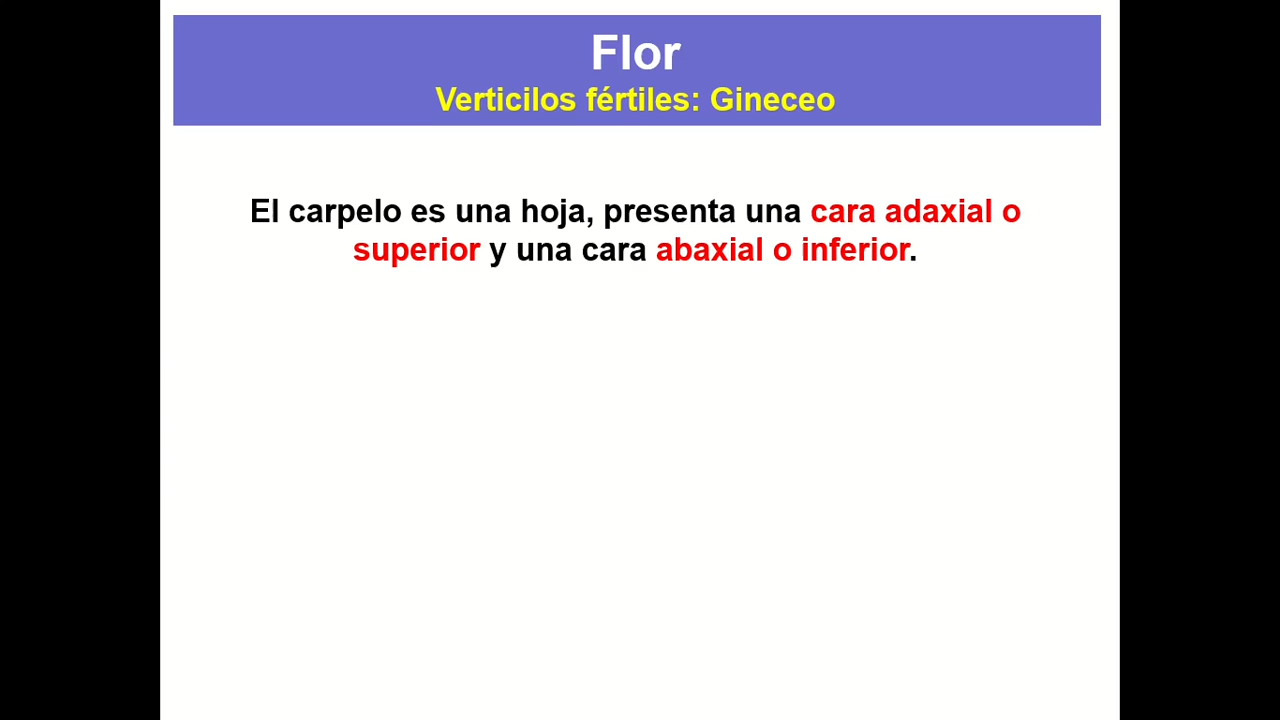 Flor
Verticilos fértiles: Gineceo
El carpelo es una hoja, presenta una cara adaxial o
superior y una cara abaxial o inferior.